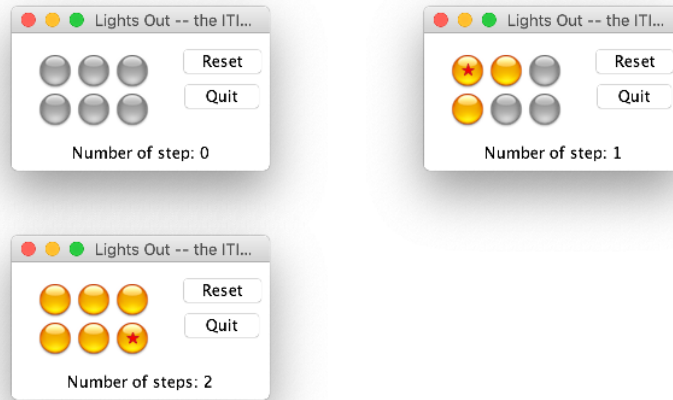 Lights Out -- the ITI...
Reset
Quit
Number of step: 0
Lights Out -- the ITI...
Reset
Quit
Number of step: 1
Lights Out -- the ITI...
Reset
Quit
Number of steps: 2